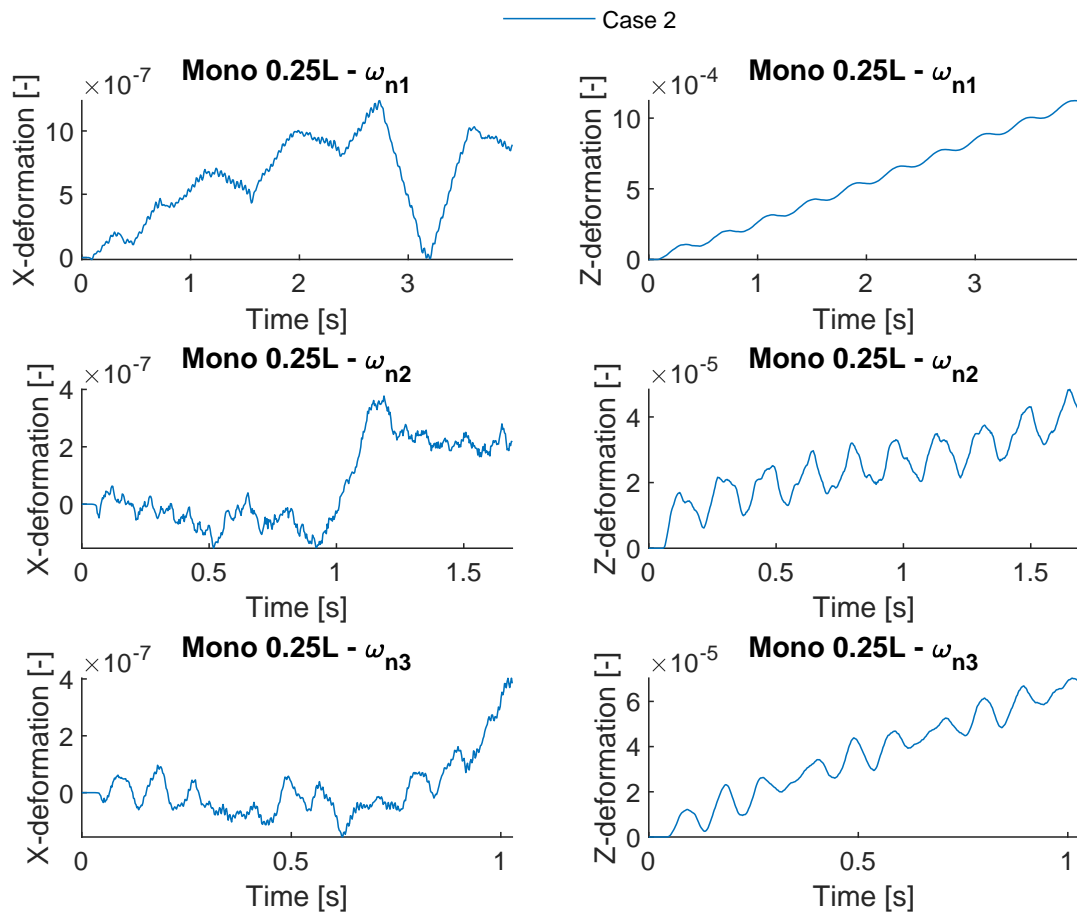 Case 2
×10⁻⁷
Mono 0.25L - ωn1
X-deformation [-]
10
5
0
0 1 2 3
Time [s]
×10⁻⁴
Mono 0.25L - ωn1
Z-deformation [-]
10
5
0
0 1 2 3
Time [s]
×10⁻⁷
Mono 0.25L - ωn2
X-deformation [-]
4
2
0
0 0.5 1 1.5
Time [s]
×10⁻⁵
Mono 0.25L - ωn2
Z-deformation [-]
4
2
0
0 0.5 1 1.5
Time [s]
×10⁻⁷
Mono 0.25L - ωn3
X-deformation [-]
4
2
0
0 0.5 1
Time [s]
×10⁻⁵
Mono 0.25L - ωn3
Z-deformation [-]
6
4
2
0
0 0.5 1
Time [s]